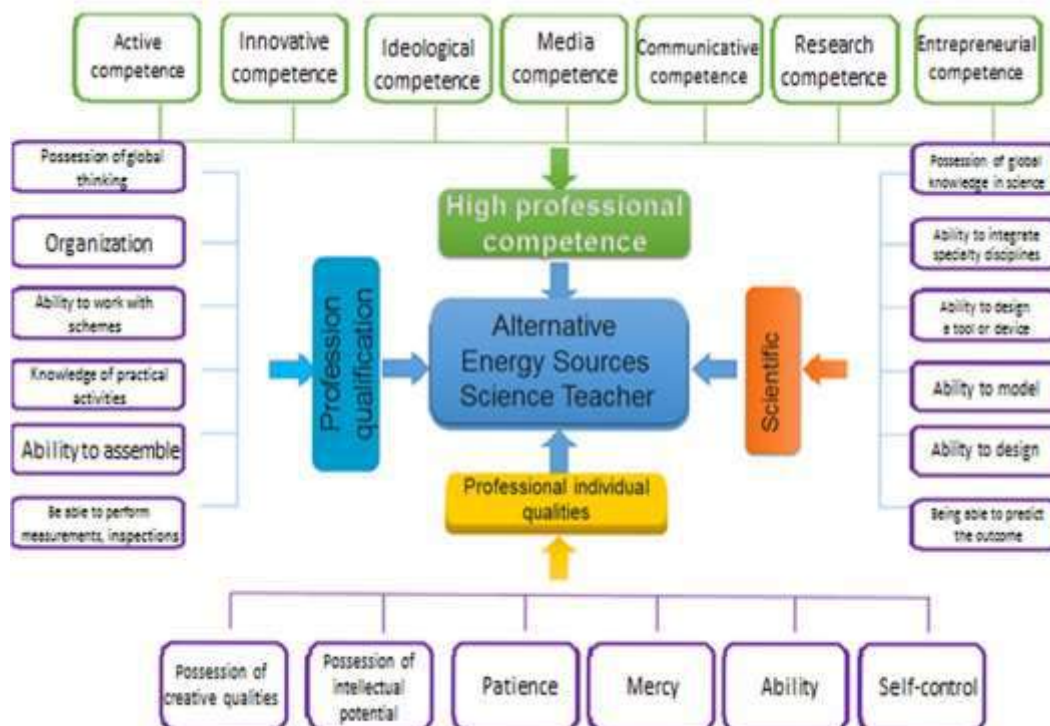 Active
competence
Innovative
competence
Ideological
competence
Media
competence
Communicative
competence
Research
competence
Entrepreneurial
competence
Possession of global
thinking
Organization
Ability to work with
schemes
Knowledge of practical
activities
Ability to assemble
Be able to perform
measurements, inspections
Profession
qualification
High professional
competence
Alternative
Energy Sources
Science Teacher
Professional individual
qualities
Scientific
Possession of global
knowledge in science
Ability to integrate
specialty disciplines
Ability to design
a tool or device
Ability to model
Ability to design
Being able to predict
the outcome
Possession of
creative qualities
Possession of
intellectual
potential
Patience
Mercy
Ability
Self-control